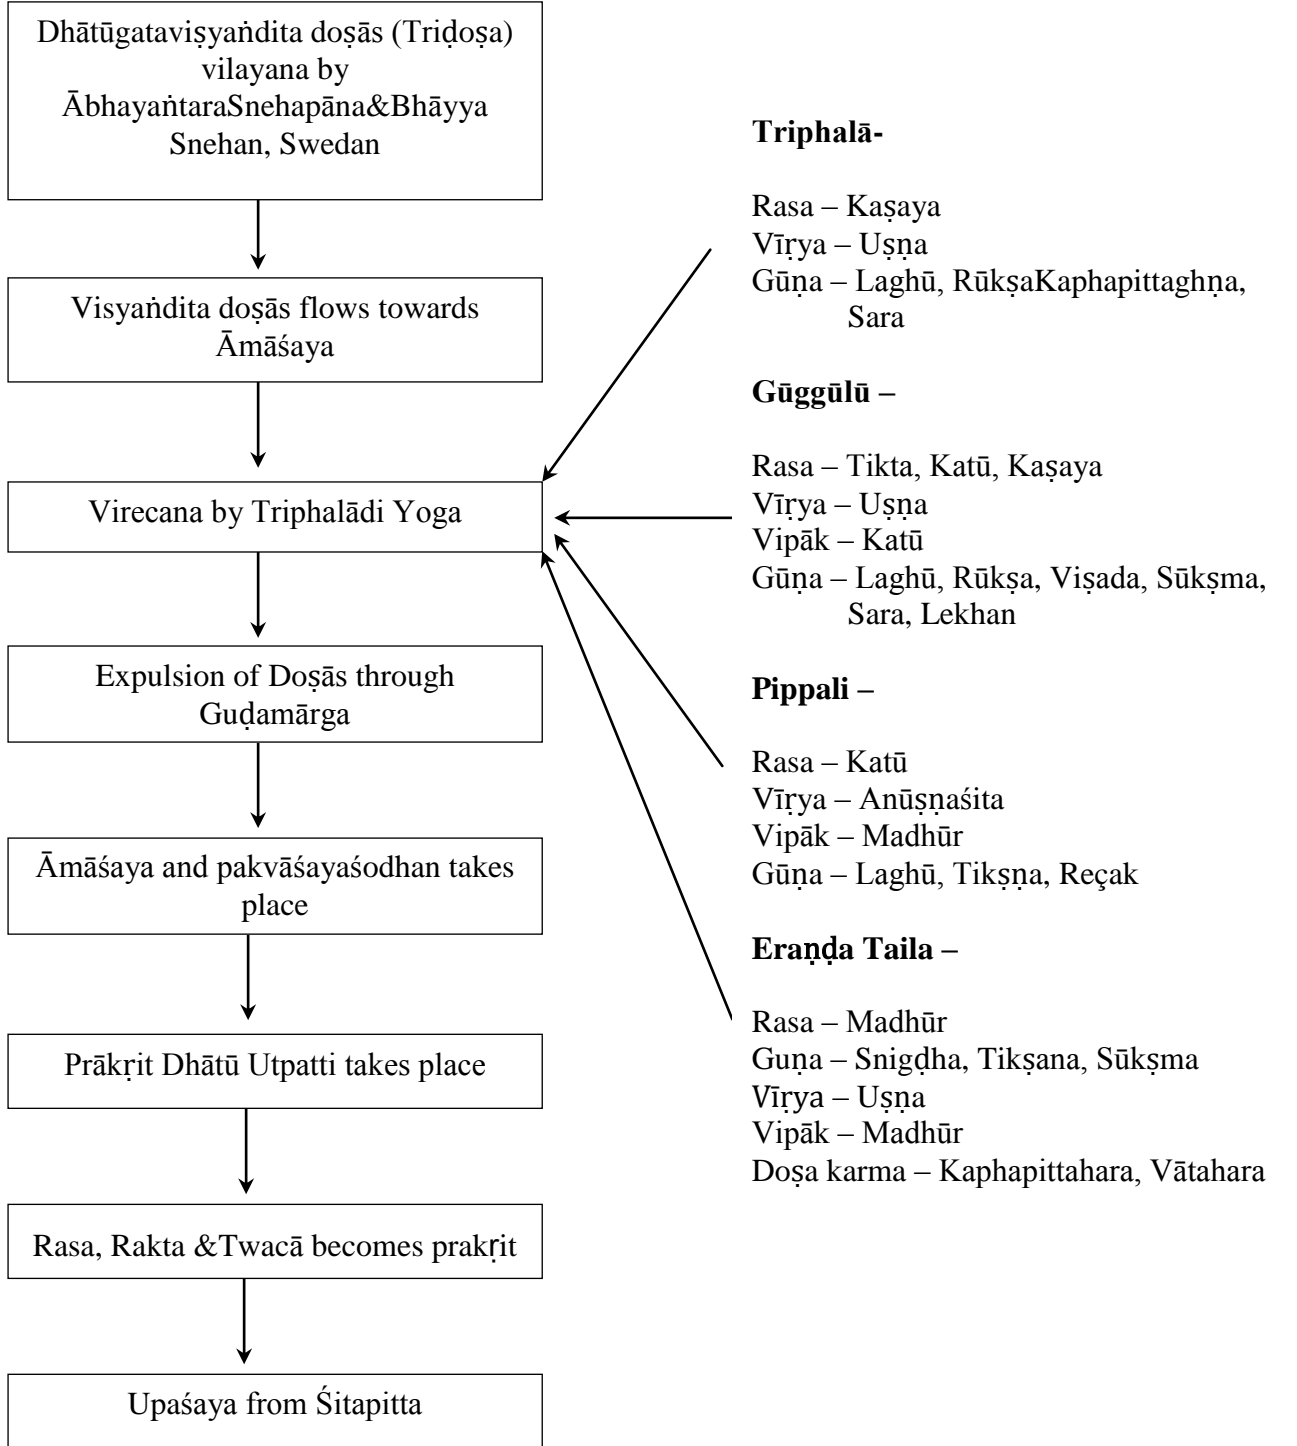 Dhātūgataviṣyaṅdita doṣās (Triḍoṣa)
vilayana by
ĀbhayaṅtaraSnehapāna&Bhāyya
Snehan, Swedan
Visyaṅdita doṣās flows towards
Āmāśaya
Virecana by Triphalādi Yoga
Expulsion of Doṣās through
Guḍamārga
Āmāśaya and pakvāśayaśodhan takes
place
Prākṛit Dhātū Utpatti takes place
Rasa, Rakta &Twacā becomes prakṛit
Upaśaya from Śitapitta
Triphalā-
Rasa – Kaṣaya
Vīṛya – Uṣṇa
Gūṇa – Laghū, RūkṣaKaphapittaghṇa,
Sara
Gūggūlū –
Rasa – Tikta, Katū, Kaṣaya
Vīṛya – Uṣṇa
Vipāk – Katū
Gūṇa – Laghū, Rūkṣa, Viṣada, Sūkṣma,
Sara, Lekhan
Pippali –
Rasa – Katū
Vīṛya – Anūṣṇaśita
Vipāk – Madhūr
Gūṇa – Laghū, Tikṣṇa, Reçak
Eraṇḍa Taila –
Rasa – Madhūr
Guṇa – Snigḍha, Tikṣana, Sūkṣma
Vīṛya – Uṣṇa
Vipāk – Madhūr
Doṣa karma – Kaphapittahara, Vātahara